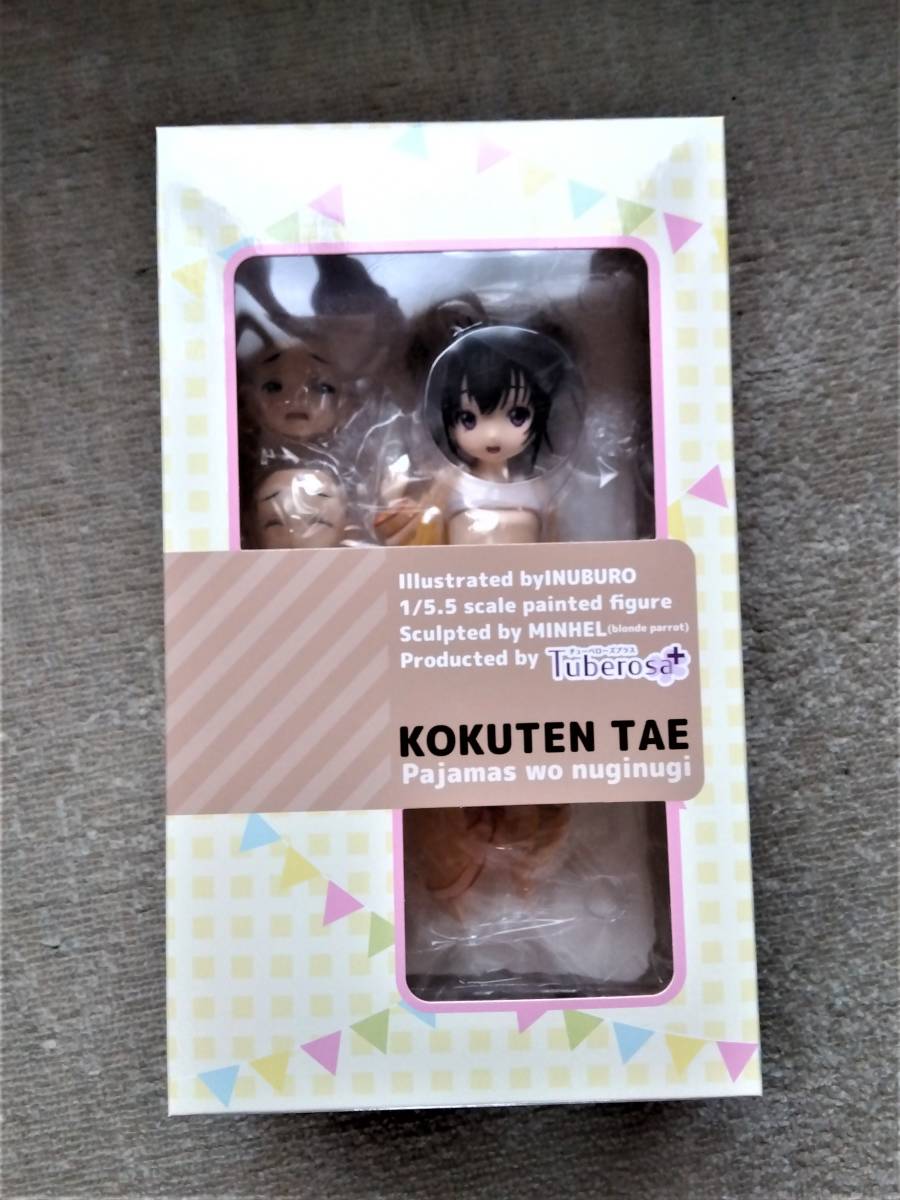 Illustrated byINUBURO
1/5.5 scale painted figure
Sculpted by MINHEL(blonde parrot)
Producted by チューベローズプラス Tuberosa+
KOKUTEN TAE
Pajamas wo nuginugi